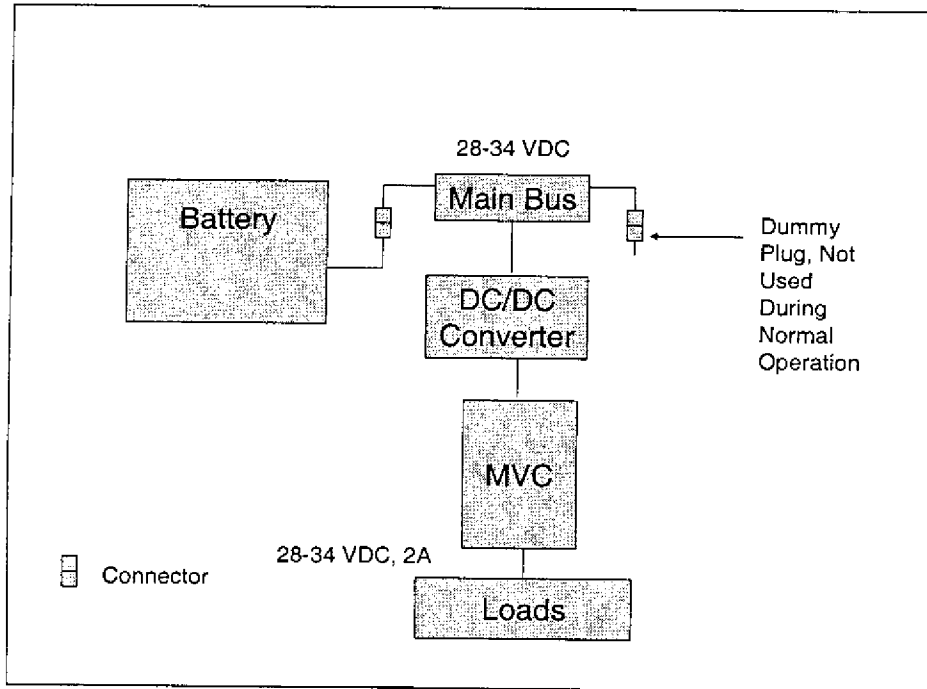 28-34 VDC
Battery
Main Bus
Dummy
Plug, Not
Used
During
Normal
Operation
DC/DC
Converter
MVC
28-34 VDC, 2A
Connector
Loads